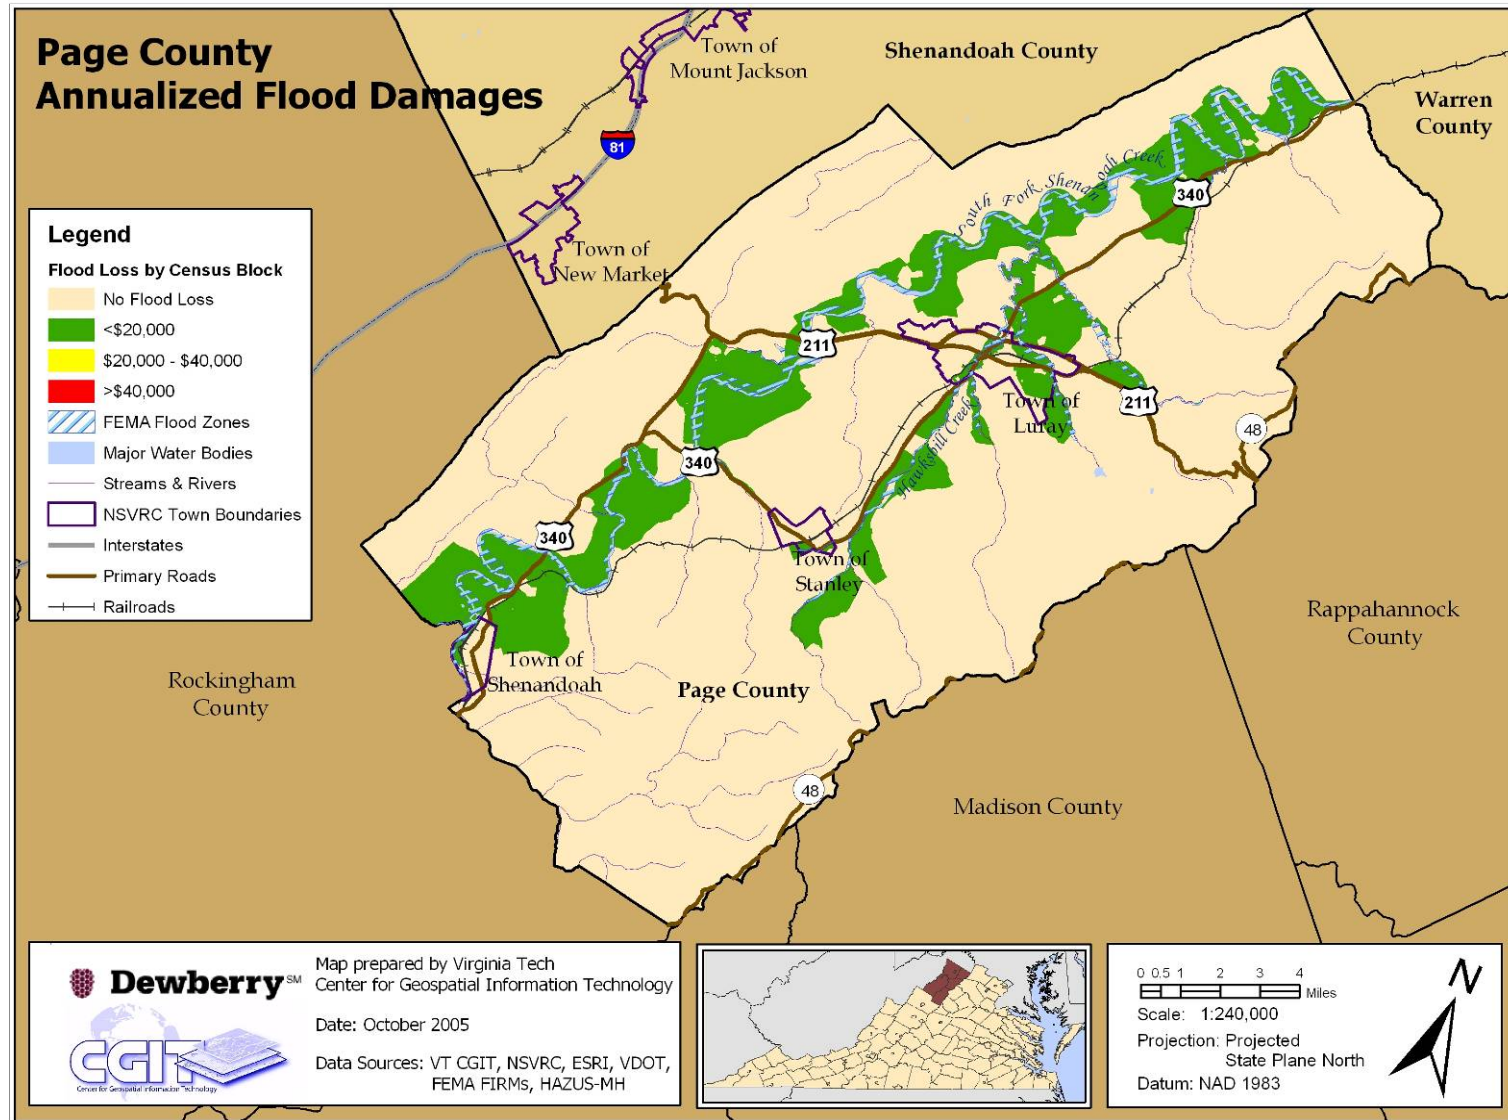 Page County
Annualized Flood Damages
Town of
Mount Jackson
Shenandoah County
Warren
County
81
Town of
New Market
South Fork Shenandoah Creek
340
211
Town of
Luray
211
48
Hawksbill Creek
340
340
Town of
Stanley
Town of
Shenandoah
Page County
48
Rockingham
County
Rappahannock
County
Madison County
Legend
Flood Loss by Census Block
No Flood Loss
<$20,000
$20,000 - $40,000
>$40,000
FEMA Flood Zones
Major Water Bodies
Streams & Rivers
NSVRC Town Boundaries
Interstates
Primary Roads
Railroads
Dewberry SM
CGIT
Center for Geospatial Information Technology
Map prepared by Virginia Tech
Center for Geospatial Information Technology
Date: October 2005
Data Sources: VT CGIT, NSVRC, ESRI, VDOT,
FEMA FIRMs, HAZUS-MH
0 0.5 1 2 3 4
Miles
Scale: 1:240,000
Projection: Projected
State Plane North
Datum: NAD 1983
N